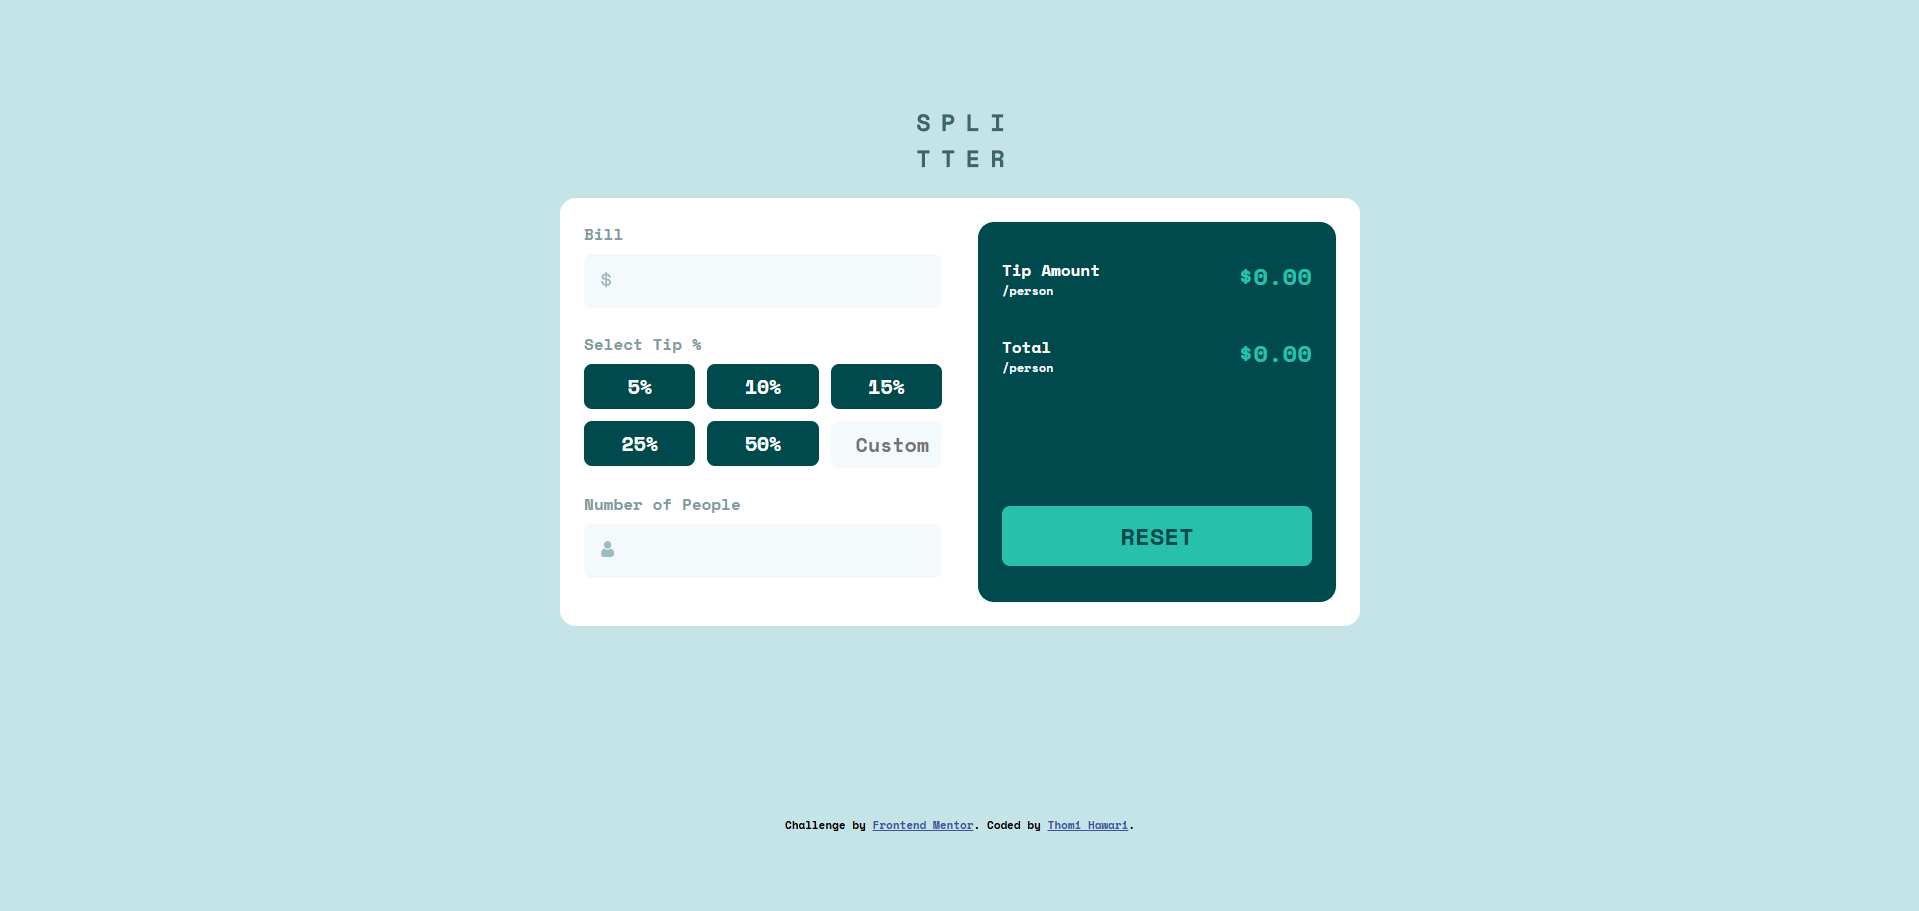 SPLI
TTER
Bill
$
Select Tip %
5% 10% 15%
25% 50% Custom
Number of People
Tip Amount
/person
$0.00
Total
/person
$0.00
RESET
Challenge by Frontend Mentor. Coded by Thomi Hawari.